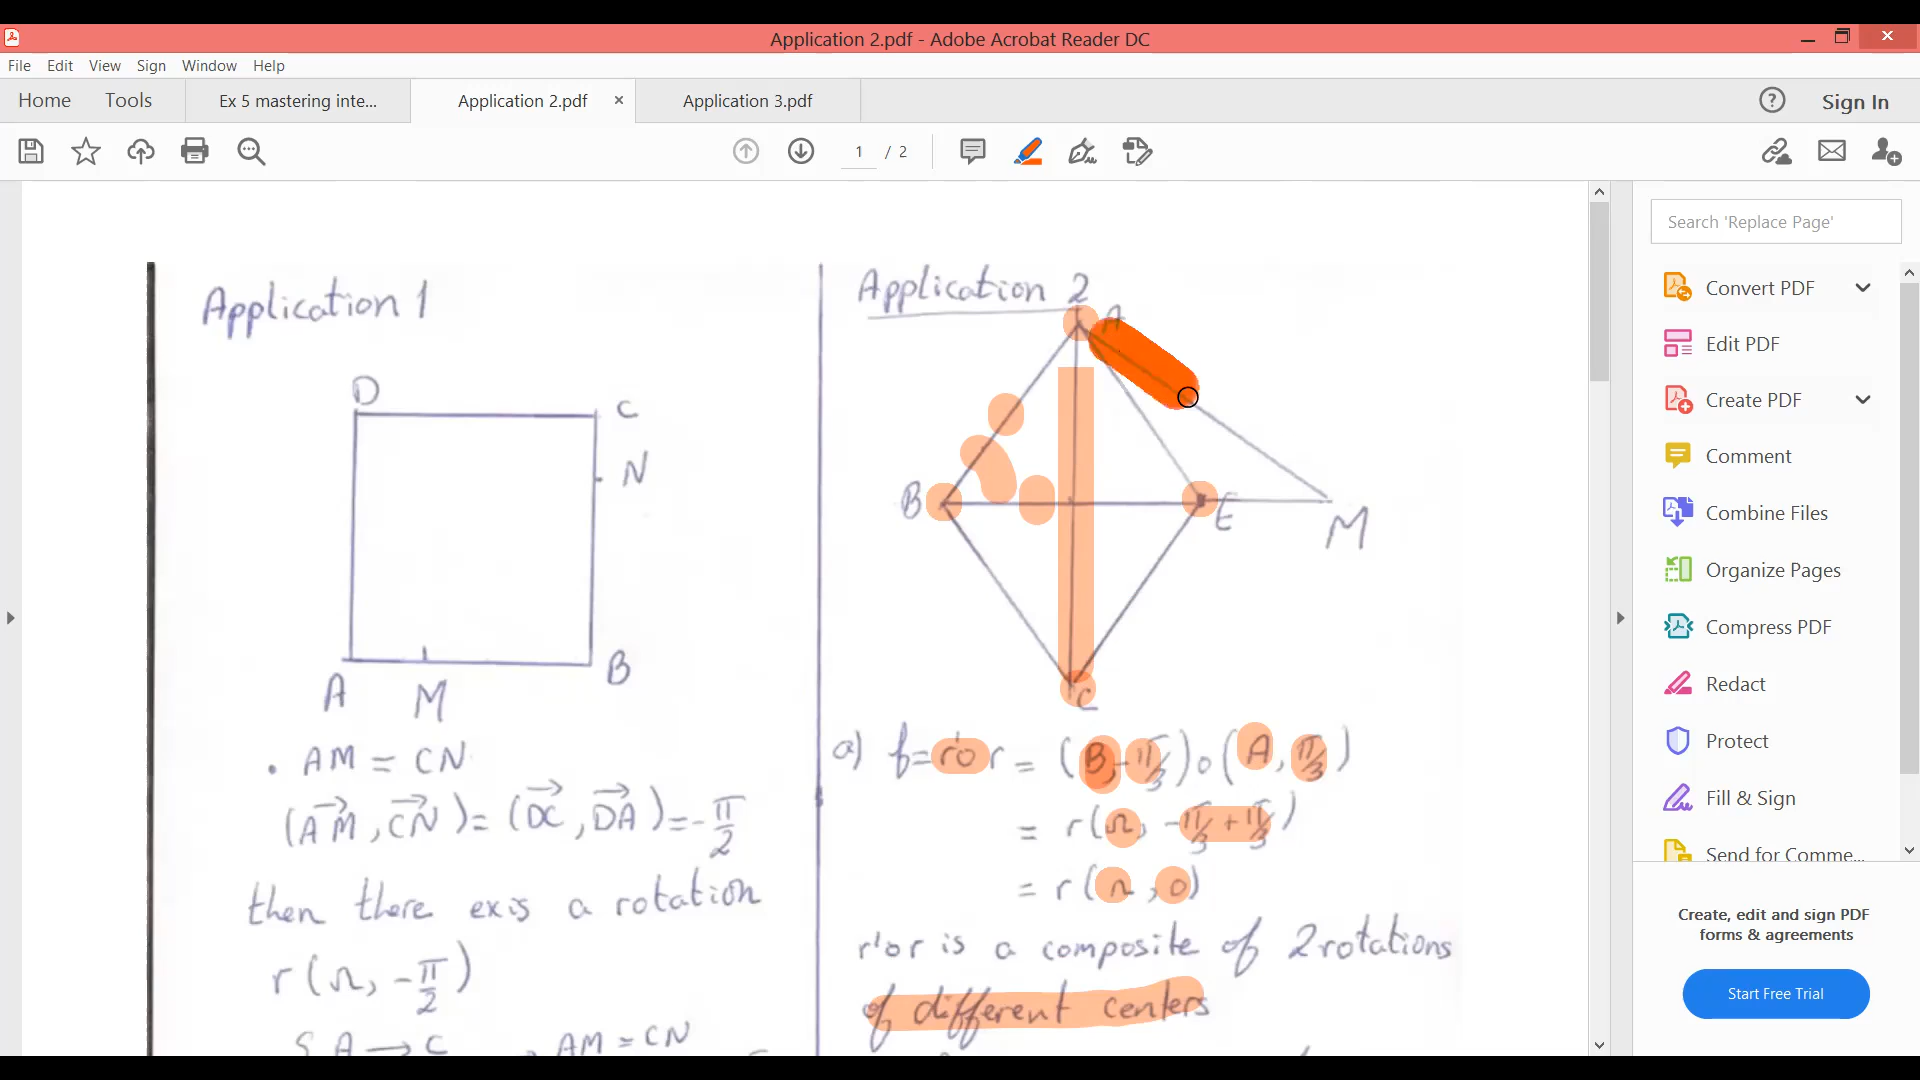 Application 2.pdf - Adobe Acrobat Reader DC
File Edit View Sign Window Help
Home Tools Ex 5 mastering inte... Application 2.pdf × Application 3.pdf Sign In
1 / 2
Search 'Replace Page'
Convert PDF
Edit PDF
Create PDF
Comment
Combine Files
Organize Pages
Compress PDF
Redact
Protect
Fill & Sign
Send for Comme...
Create, edit and sign PDF
forms & agreements
Start Free Trial
Application 1
D C
N
A M B
. AM = CN
(AM→, CN→) = (DC→, DA→) = -π/2
then there exis a rotation
r(Ω, -π/2)
A → C
AM = CN
Application 2
A
B E M
C
a) f = r'or = (B, -π/3) o (A, π/3)
= r(Ω, -π/3 + π/3)
= r(Ω, 0)
r'or is a composite of 2 rotations
of different centers